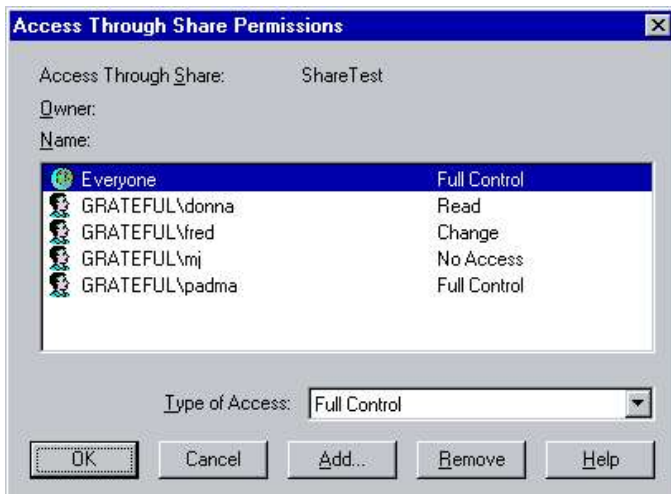 Access Through Share Permissions
Access Through Share: ShareTest
Owner:
Name:
Everyone Full Control
GRATEFUL\donna Read
GRATEFUL\fred Change
GRATEFUL\mj No Access
GRATEFUL\padma Full Control
Type of Access: Full Control
OK Cancel Add... Remove Help